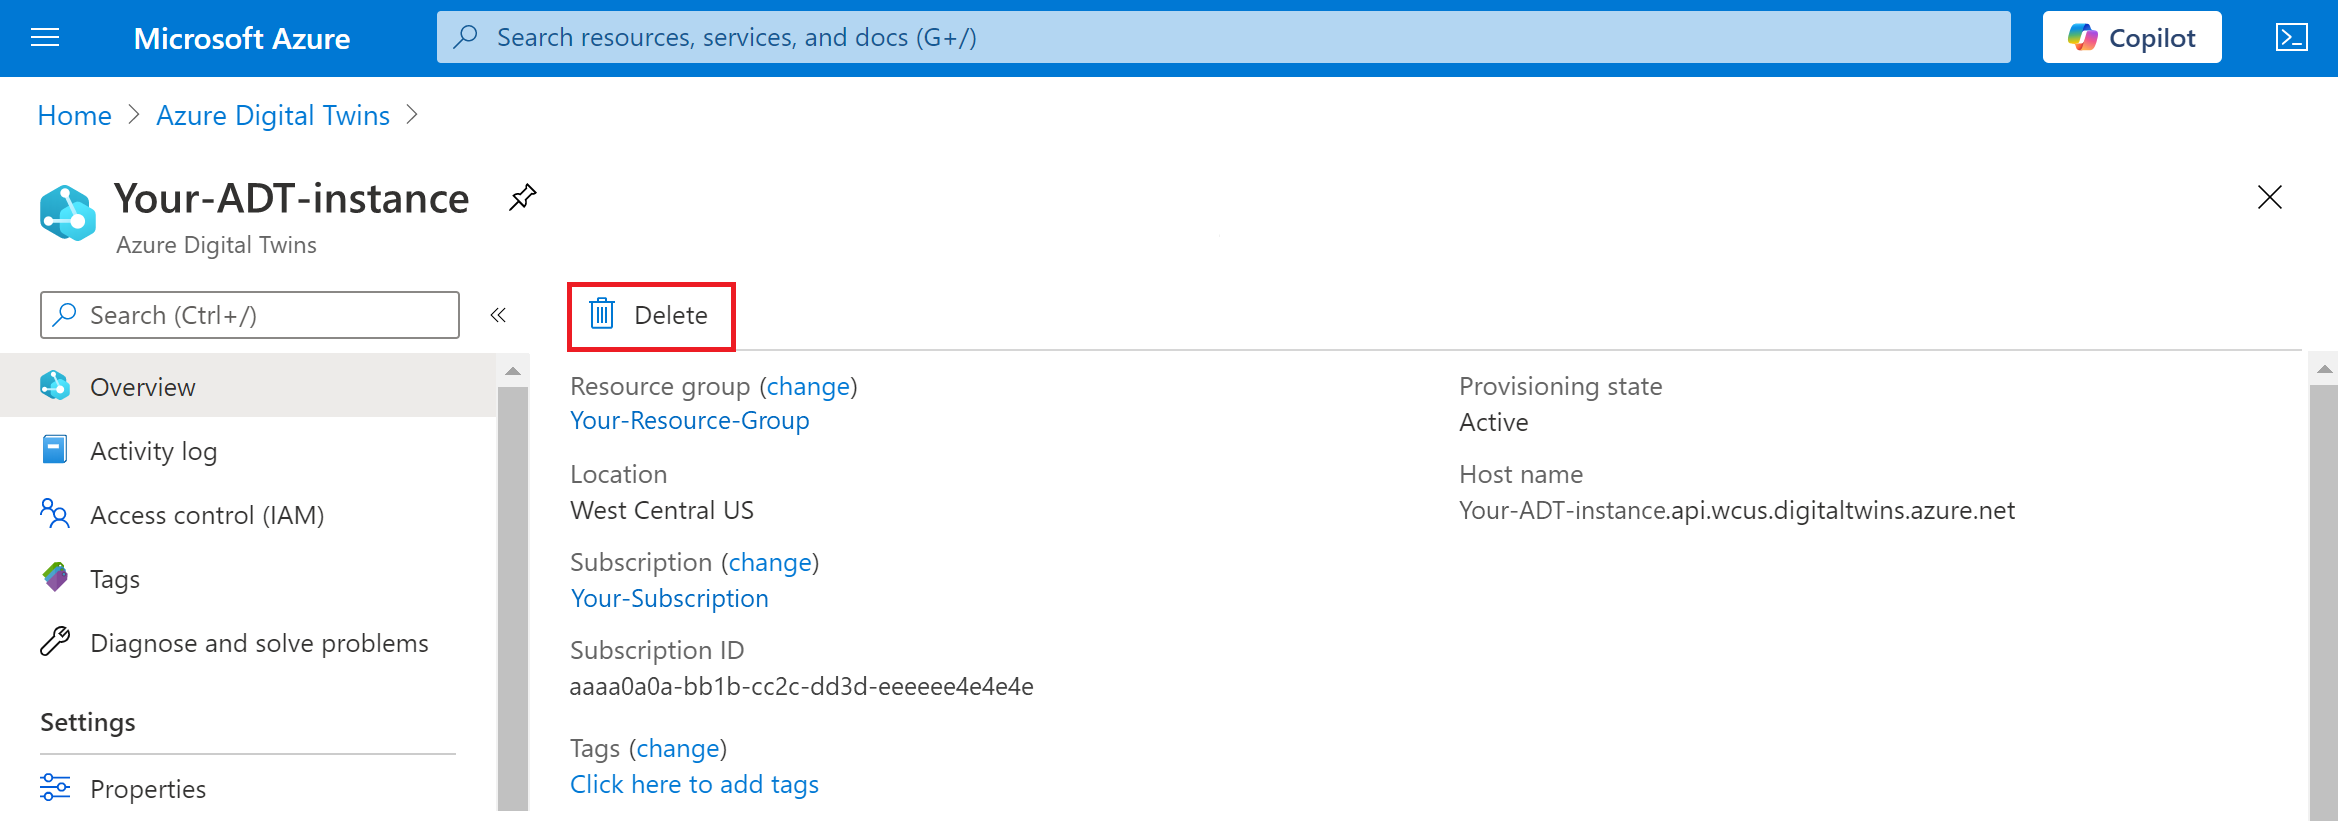 Microsoft Azure
Search resources, services, and docs (G+/)
Copilot
Home > Azure Digital Twins >
Your-ADT-instance
Azure Digital Twins
Search (Ctrl+/)
«
Delete
Overview
Activity log
Access control (IAM)
Tags
Diagnose and solve problems
Settings
Properties
Resource group (change)
Your-Resource-Group
Location
West Central US
Subscription (change)
Your-Subscription
Subscription ID
aaaa0a0a-bb1b-cc2c-dd3d-eeeeee4e4e4e
Tags (change)
Click here to add tags
Provisioning state
Active
Host name
Your-ADT-instance.api.wcus.digitaltwins.azure.net